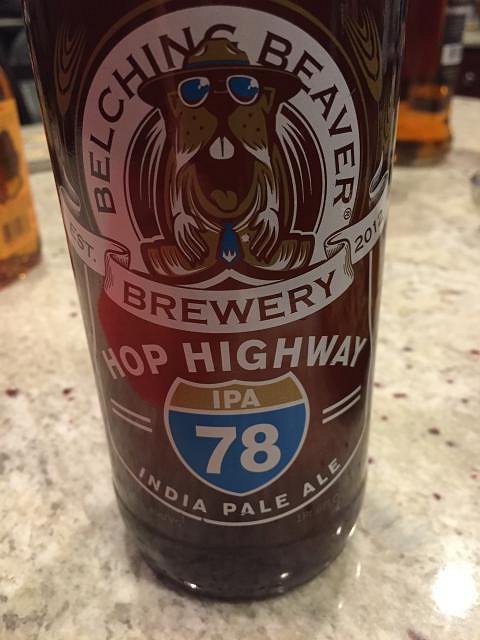 BELCHING BEAVER®
EST. 2012
BREWERY
HOP HIGHWAY
IPA
78
INDIA PALE ALE